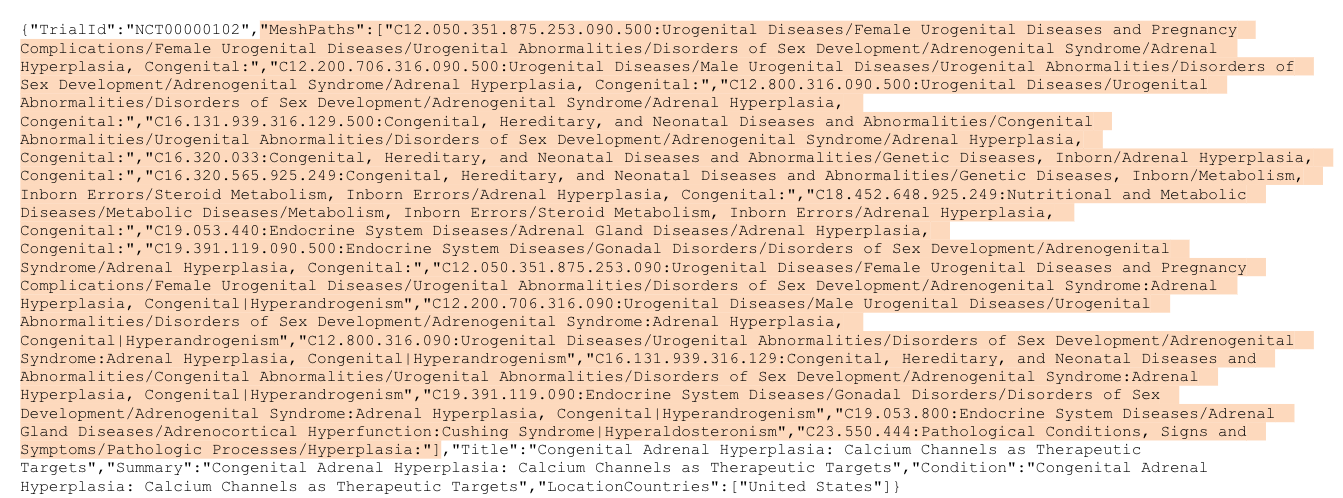 {"TrialId":"NCT00000102","MeshPaths":["C12.050.351.875.253.090.500:Urogenital Diseases/Female Urogenital Diseases and Pregnancy
Complications/Female Urogenital Diseases/Urogenital Abnormalities/Disorders of Sex Development/Adrenogenital Syndrome/Adrenal
Hyperplasia, Congenital:","C12.200.706.316.090.500:Urogenital Diseases/Male Urogenital Diseases/Urogenital Abnormalities/Disorders of
Sex Development/Adrenogenital Syndrome/Adrenal Hyperplasia, Congenital:","C12.800.316.090.500:Urogenital Diseases/Urogenital
Abnormalities/Disorders of Sex Development/Adrenogenital Syndrome/Adrenal Hyperplasia,
Congenital:","C16.131.939.316.129.500:Congenital, Hereditary, and Neonatal Diseases and Abnormalities/Congenital
Abnormalities/Urogenital Abnormalities/Disorders of Sex Development/Adrenogenital Syndrome/Adrenal Hyperplasia,
Congenital:","C16.320.033:Congenital, Hereditary, and Neonatal Diseases and Abnormalities/Genetic Diseases, Inborn/Adrenal Hyperplasia,
Congenital:","C16.320.565.925.249:Congenital, Hereditary, and Neonatal Diseases and Abnormalities/Genetic Diseases, Inborn/Metabolism,
Inborn Errors/Steroid Metabolism, Inborn Errors/Adrenal Hyperplasia, Congenital:","C18.452.648.925.249:Nutritional and Metabolic
Diseases/Metabolic Diseases/Metabolism, Inborn Errors/Steroid Metabolism, Inborn Errors/Adrenal Hyperplasia,
Congenital:","C19.053.440:Endocrine System Diseases/Adrenal Gland Diseases/Adrenal Hyperplasia,
Congenital:","C19.391.119.090.500:Endocrine System Diseases/Gonadal Disorders/Disorders of Sex Development/Adrenogenital
Syndrome/Adrenal Hyperplasia, Congenital:","C12.050.351.875.253.090:Urogenital Diseases/Female Urogenital Diseases and Pregnancy
Complications/Female Urogenital Diseases/Urogenital Abnormalities/Disorders of Sex Development/Adrenogenital Syndrome:Adrenal
Hyperplasia, Congenital|Hyperandrogenism","C12.200.706.316.090:Urogenital Diseases/Male Urogenital Diseases/Urogenital
Abnormalities/Disorders of Sex Development/Adrenogenital Syndrome:Adrenal Hyperplasia,
Congenital|Hyperandrogenism","C12.800.316.090:Urogenital Diseases/Urogenital Abnormalities/Disorders of Sex Development/Adrenogenital
Syndrome:Adrenal Hyperplasia, Congenital|Hyperandrogenism","C16.131.939.316.129:Congenital, Hereditary, and Neonatal Diseases and
Abnormalities/Congenital Abnormalities/Urogenital Abnormalities/Disorders of Sex Development/Adrenogenital Syndrome:Adrenal
Hyperplasia, Congenital|Hyperandrogenism","C19.391.119.090:Endocrine System Diseases/Gonadal Disorders/Disorders of Sex
Development/Adrenogenital Syndrome:Adrenal Hyperplasia, Congenital|Hyperandrogenism","C19.053.800:Endocrine System Diseases/Adrenal
Gland Diseases/Adrenocortical Hyperfunction:Cushing Syndrome|Hyperaldosteronism","C23.550.444:Pathological Conditions, Signs and
Symptoms/Pathologic Processes/Hyperplasia:"],"Title":"Congenital Adrenal Hyperplasia: Calcium Channels as Therapeutic
Targets","Summary":"Congenital Adrenal Hyperplasia: Calcium Channels as Therapeutic Targets","Condition":"Congenital Adrenal
Hyperplasia: Calcium Channels as Therapeutic Targets","LocationCountries":["United States"]}